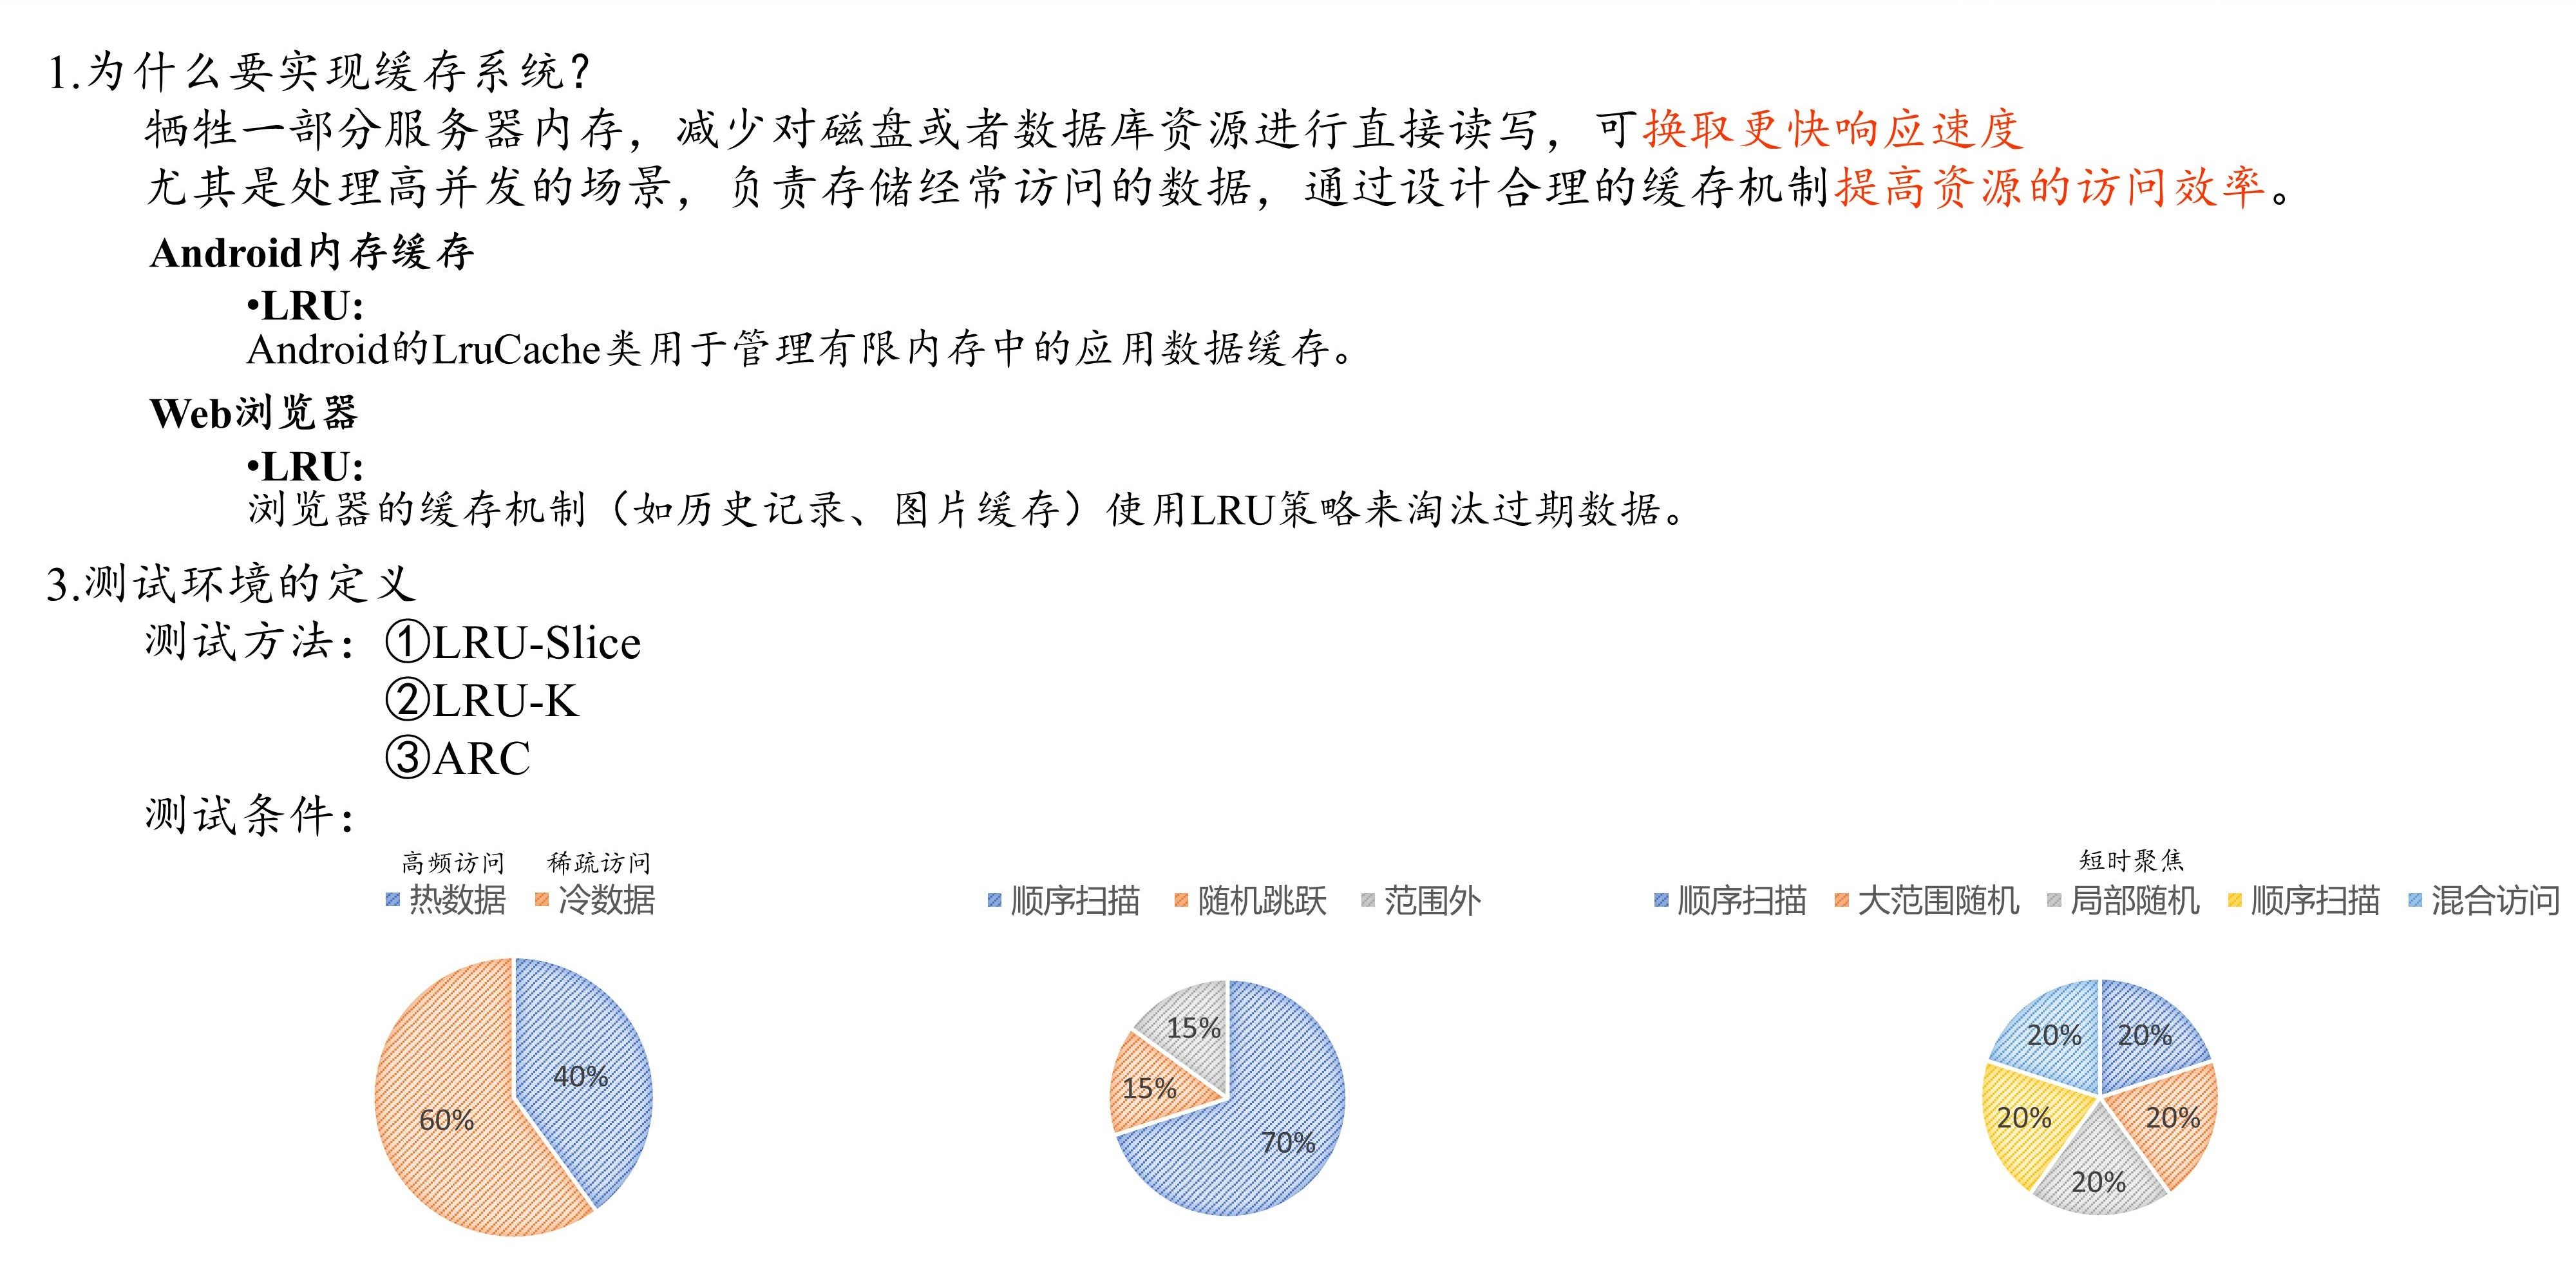 1.为什么要实现缓存系统？
牺牲一部分服务器内存，减少对磁盘或者数据库资源进行直接读写，可换取更快响应速度
尤其是处理高并发的场景，负责存储经常访问的数据，通过设计合理的缓存机制提高资源的访问效率。
Android内存缓存
•LRU:
Android的LruCache类用于管理有限内存中的应用数据缓存。
Web浏览器
•LRU:
浏览器的缓存机制（如历史记录、图片缓存）使用LRU策略来淘汰过期数据。
3.测试环境的定义
测试方法：①LRU-Slice
②LRU-K
③ARC
测试条件：
高频访问 稀疏访问
热数据 冷数据
40%
60%
顺序扫描 随机跳跃 范围外
15%
15%
70%
短时聚焦
顺序扫描 大范围随机 局部随机 顺序扫描 混合访问
20% 20%
20% 20%
20%